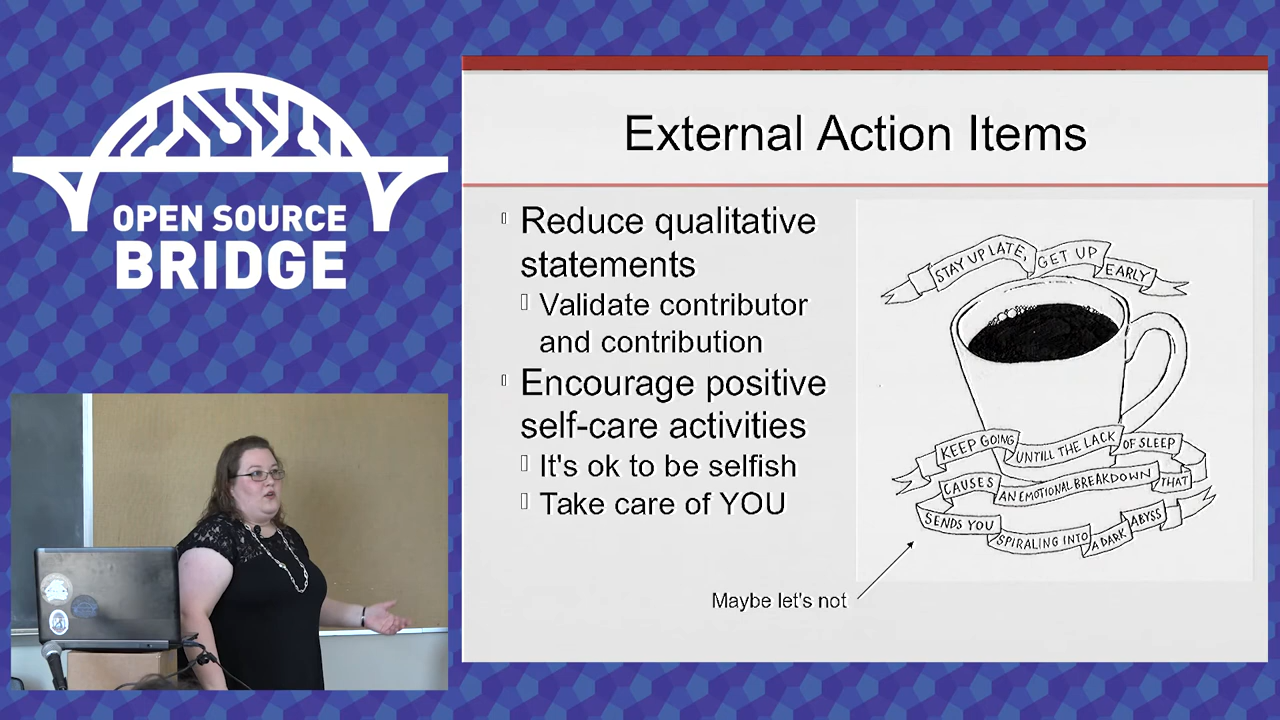 OPEN SOURCE
BRIDGE
External Action Items
Reduce qualitative
statements
Validate contributor
and contribution
Encourage positive
self-care activities
It's ok to be selfish
Take care of YOU
STAY UP LATE, GET UP EARLY
KEEP GOING UNTILL THE LACK OF SLEEP
CAUSES AN EMOTIONAL BREAKDOWN THAT
SENDS YOU SPIRALING INTO A DARK ABYSS
Maybe let's not